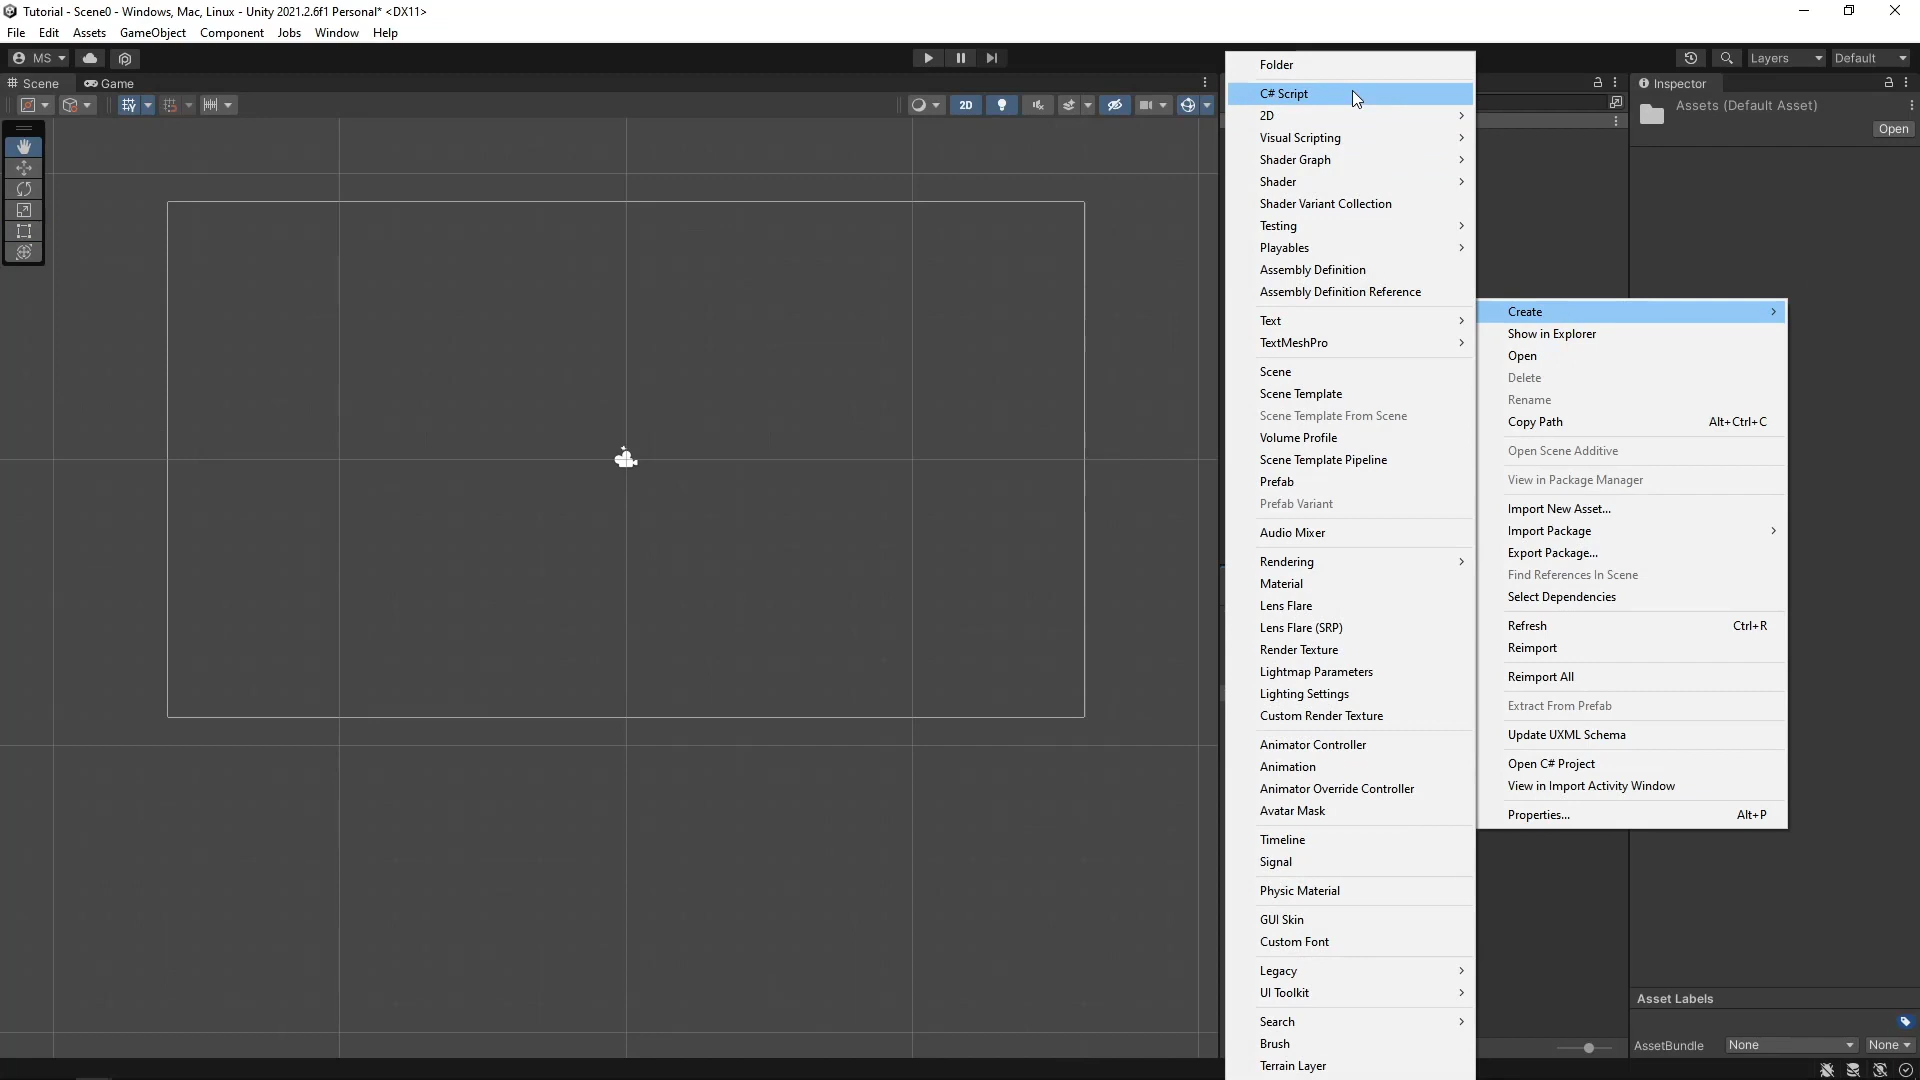 Tutorial - Scene0 - Windows, Mac, Linux - Unity 2021.2.6f1 Personal* <DX11>
File Edit Assets GameObject Component Jobs Window Help
MS
Layers
Default
Scene
Game
2D
Inspector
Assets (Default Asset)
Open
Folder
C# Script
2D
Visual Scripting
Shader Graph
Shader
Shader Variant Collection
Testing
Playables
Assembly Definition
Assembly Definition Reference
Text
TextMeshPro
Scene
Scene Template
Scene Template From Scene
Volume Profile
Scene Template Pipeline
Prefab
Prefab Variant
Audio Mixer
Rendering
Material
Lens Flare
Lens Flare (SRP)
Render Texture
Lightmap Parameters
Lighting Settings
Custom Render Texture
Animator Controller
Animation
Animator Override Controller
Avatar Mask
Timeline
Signal
Physic Material
GUI Skin
Custom Font
Legacy
UI Toolkit
Search
Brush
Terrain Layer
Create
Show in Explorer
Open
Delete
Rename
Copy Path Alt+Ctrl+C
Open Scene Additive
View in Package Manager
Import New Asset...
Import Package
Export Package...
Find References In Scene
Select Dependencies
Refresh Ctrl+R
Reimport
Reimport All
Extract From Prefab
Update UXML Schema
Open C# Project
View in Import Activity Window
Properties... Alt+P
Asset Labels
AssetBundle None None